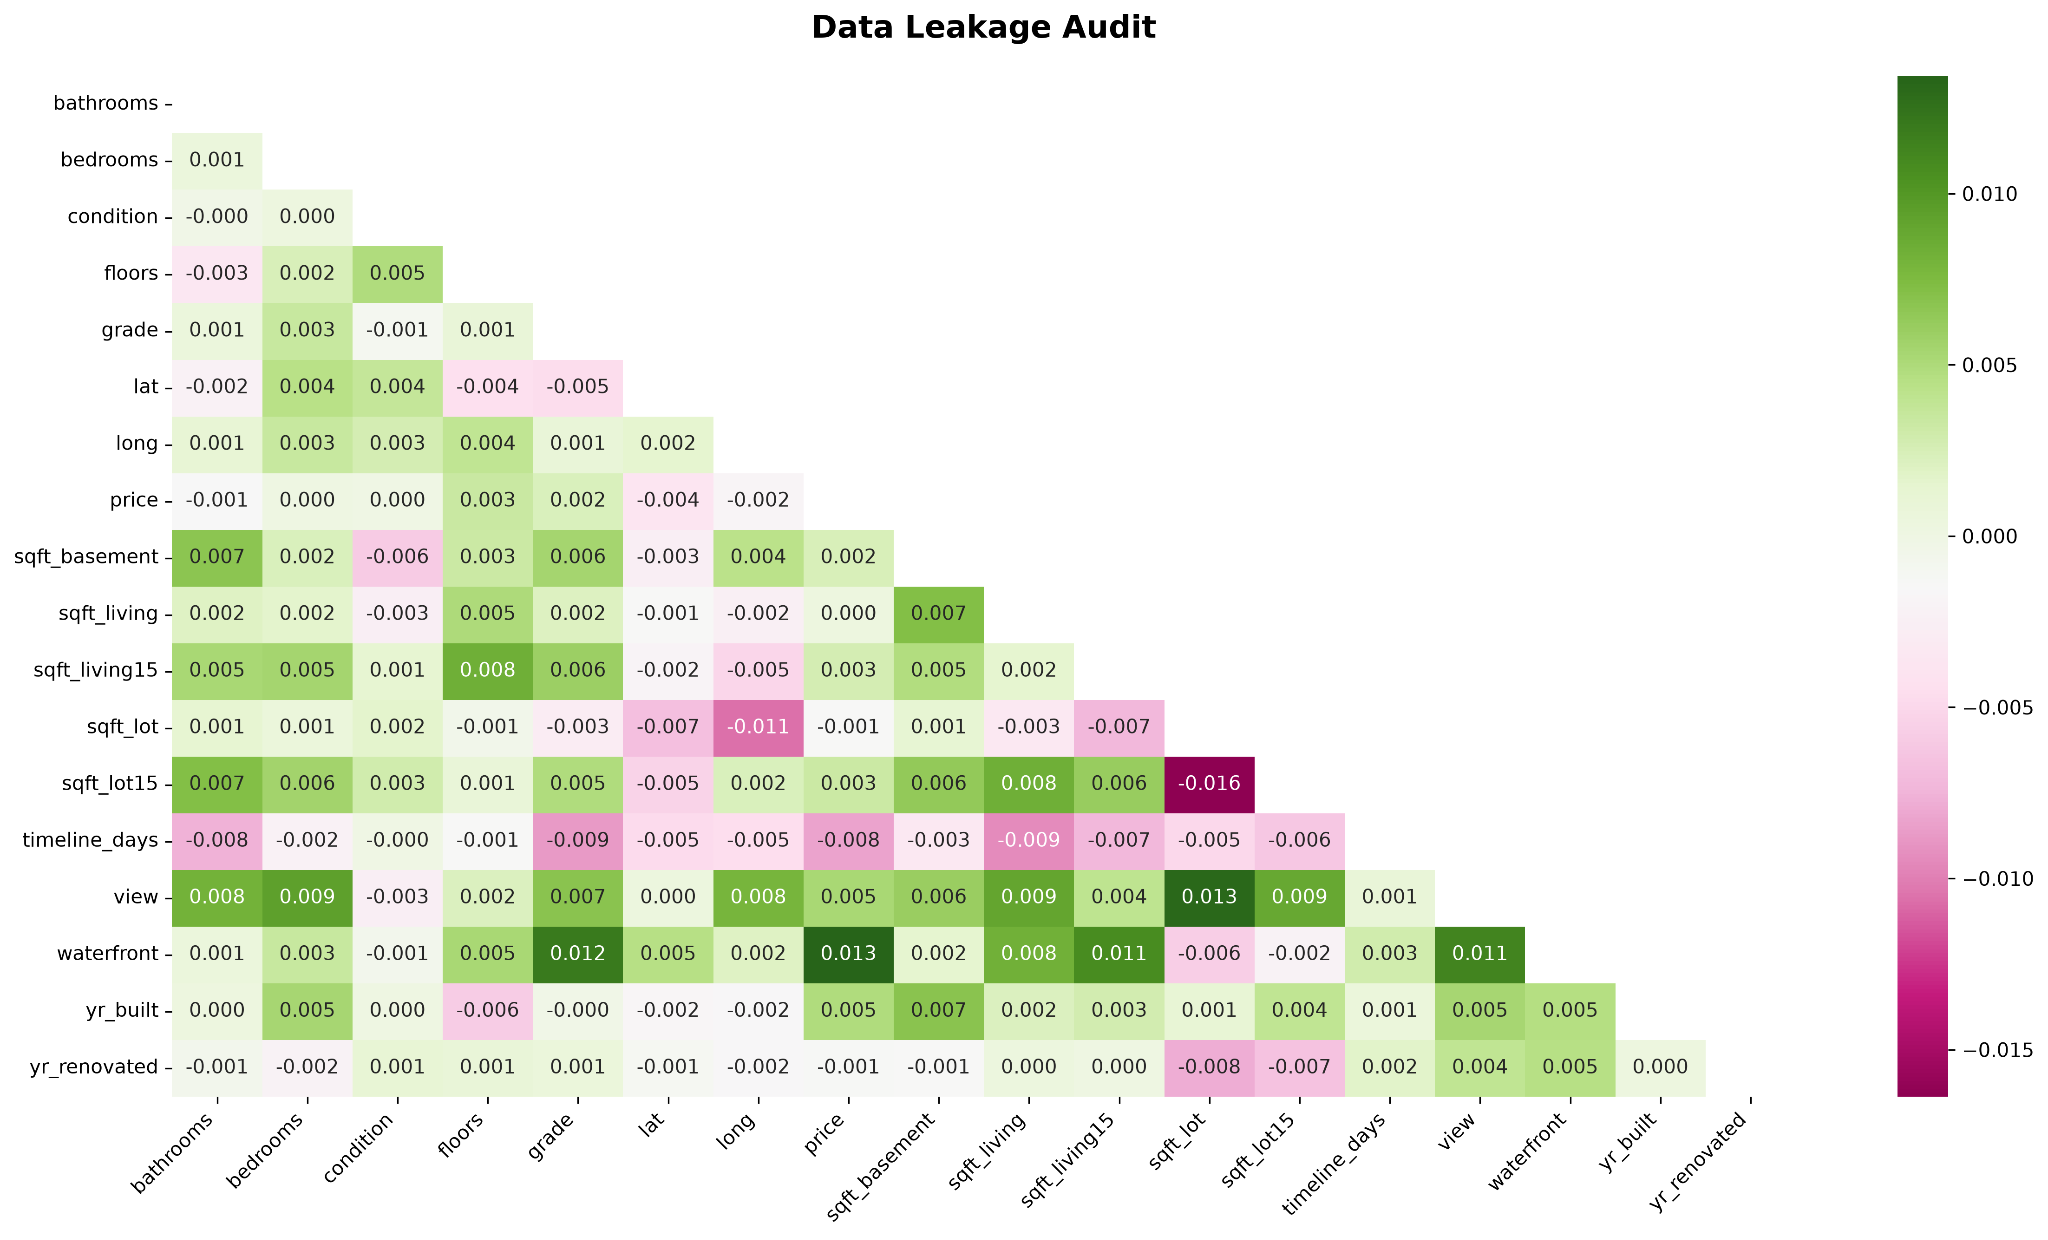 Data Leakage Audit
bathrooms
bedrooms 0.001
condition -0.000 0.000
floors -0.003 0.002 0.005
grade 0.001 0.003 -0.001 0.001
lat -0.002 0.004 0.004 -0.004 -0.005
long 0.001 0.003 0.003 0.004 0.001 0.002
price -0.001 0.000 0.000 0.003 0.002 -0.004 -0.002
sqft_basement 0.007 0.002 -0.006 0.003 0.006 -0.003 0.004 0.002
sqft_living 0.002 0.002 -0.003 0.005 0.002 -0.001 -0.002 0.000 0.007
sqft_living15 0.005 0.005 0.001 0.008 0.006 -0.002 -0.005 0.003 0.005 0.002
sqft_lot 0.001 0.001 0.002 -0.001 -0.003 -0.007 -0.011 -0.001 0.001 -0.003 -0.007
sqft_lot15 0.007 0.006 0.003 0.001 0.005 -0.005 0.002 0.003 0.006 0.008 0.006 -0.016
timeline_days -0.008 -0.002 -0.000 -0.001 -0.009 -0.005 -0.005 -0.008 -0.003 -0.009 -0.007 -0.005 -0.006
view 0.008 0.009 -0.003 0.002 0.007 0.000 0.008 0.005 0.006 0.009 0.004 0.013 0.009 0.001
waterfront 0.001 0.003 -0.001 0.005 0.012 0.005 0.002 0.013 0.002 0.008 0.011 -0.006 -0.002 0.003 0.011
yr_built 0.000 0.005 0.000 -0.006 -0.000 -0.002 -0.002 0.005 0.007 0.002 0.003 0.001 0.004 0.001 0.005 0.005
yr_renovated -0.001 -0.002 0.001 0.001 0.001 -0.001 -0.002 -0.001 -0.001 0.000 0.000 -0.008 -0.007 0.002 0.004 0.005 0.000
bathrooms bedrooms condition floors grade lat long price sqft_basement sqft_living sqft_living15 sqft_lot sqft_lot15 timeline_days view waterfront yr_built yr_renovated
0.010
0.005
0.000
−0.005
−0.010
−0.015